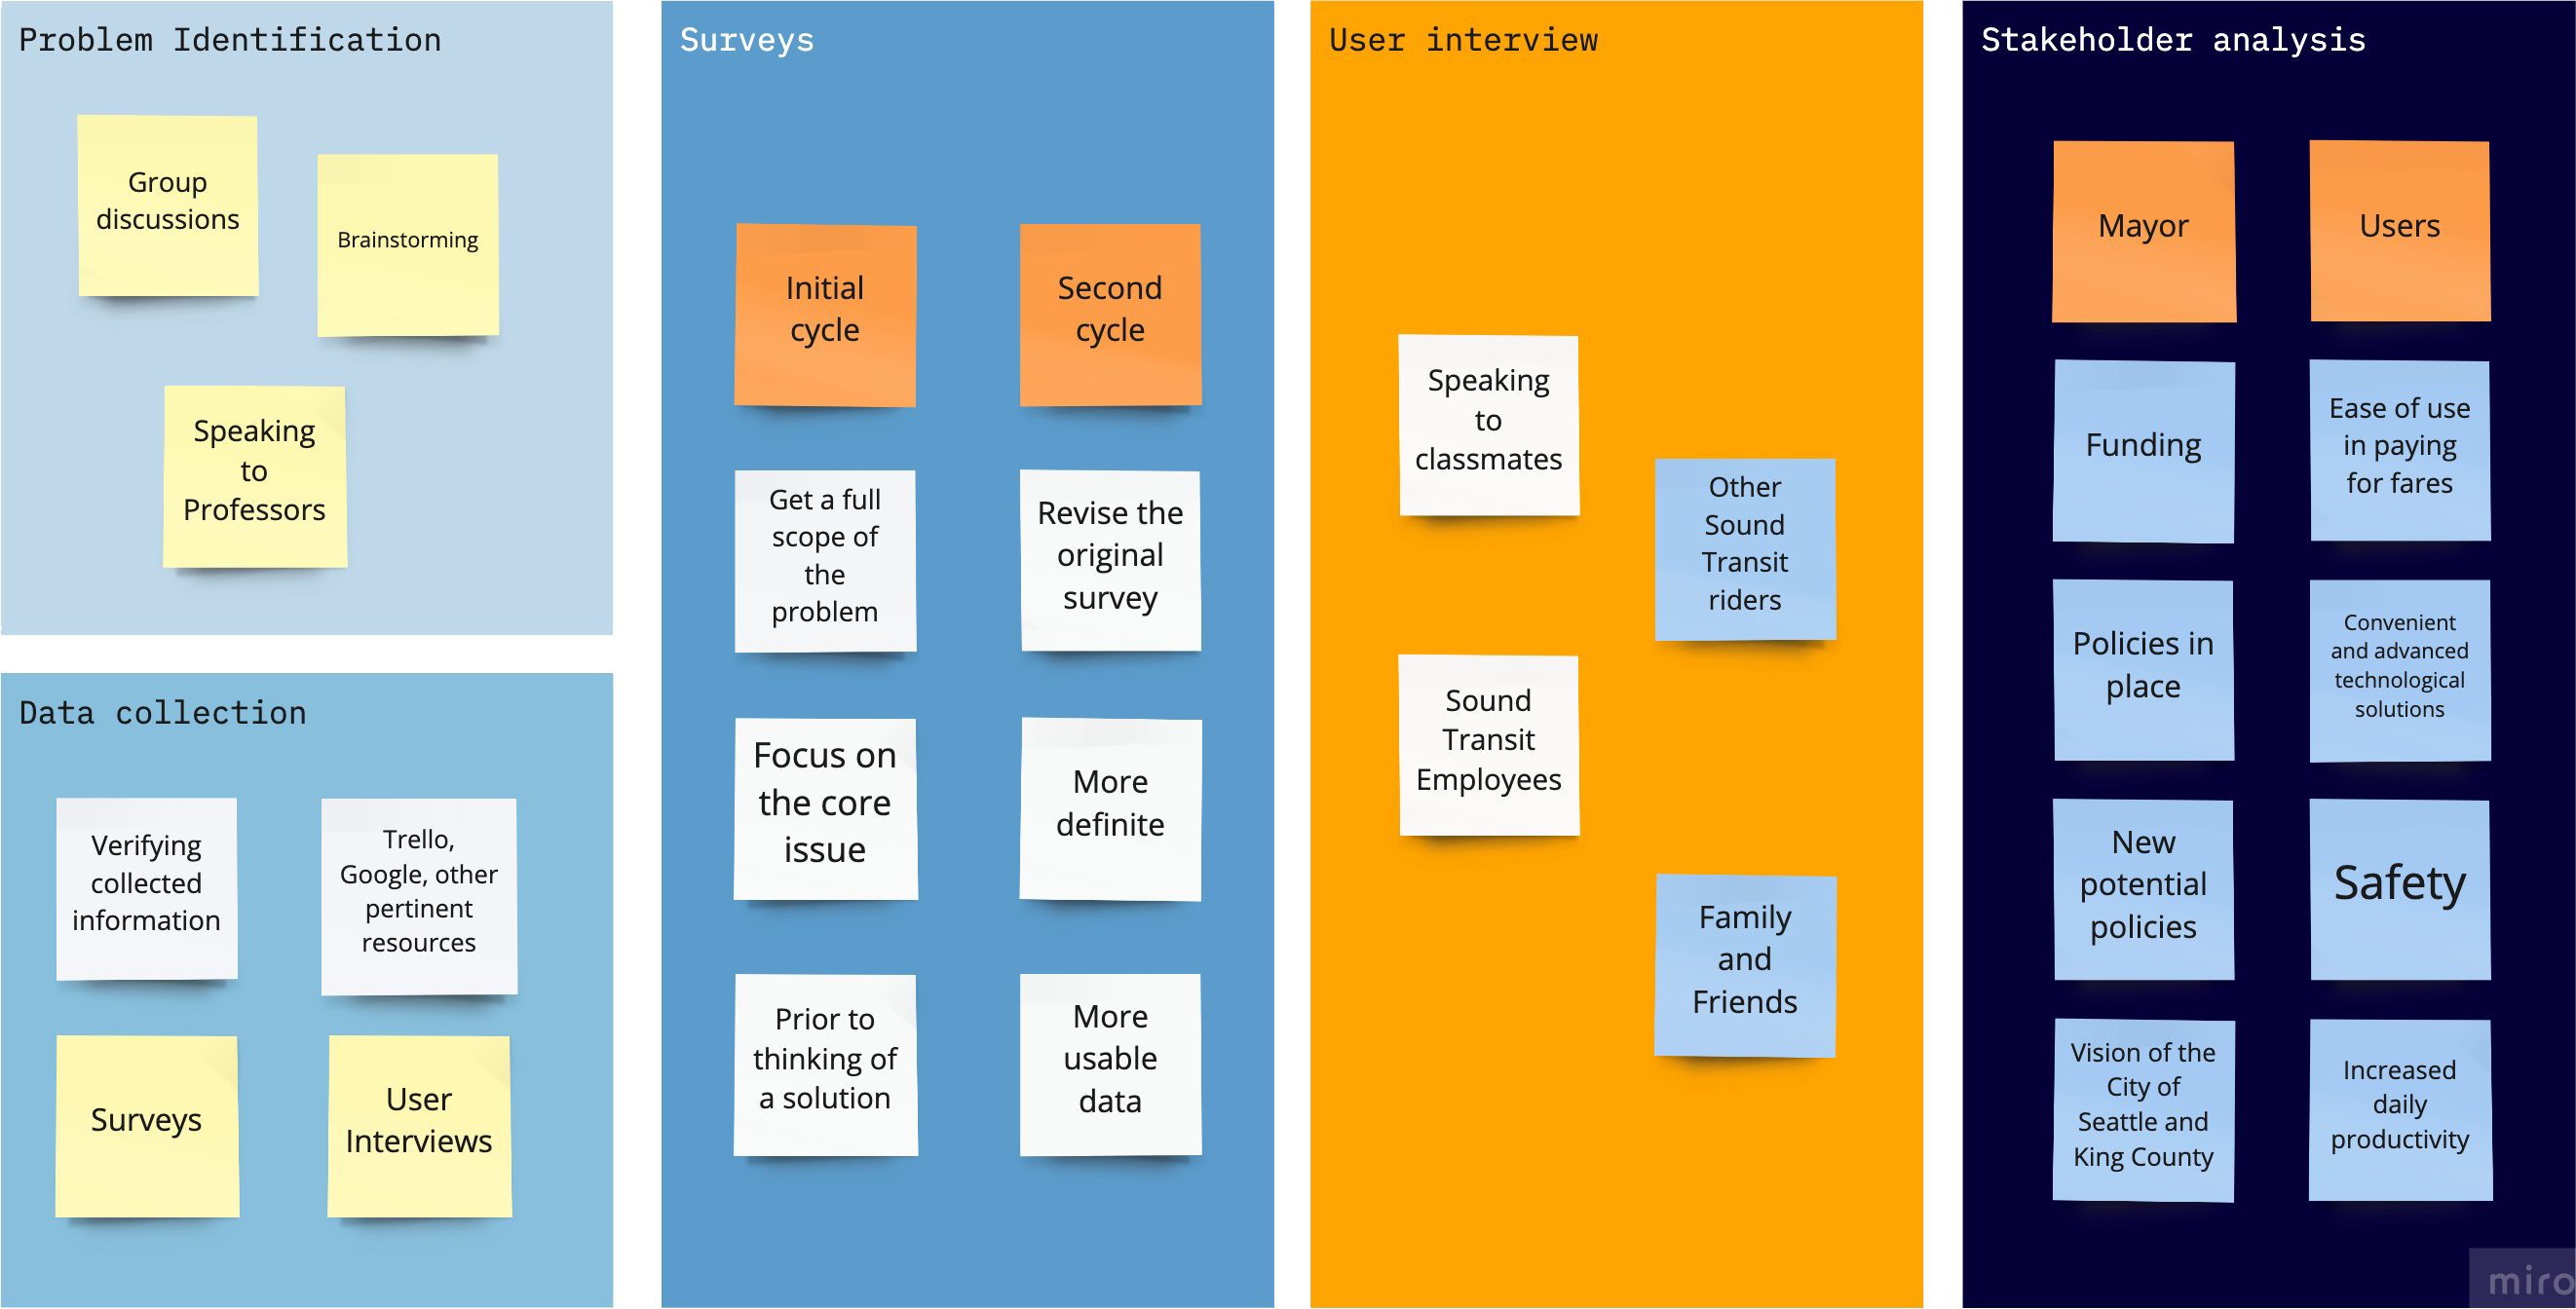 Problem Identification
Group
discussions
Brainstorming
Speaking
to
Professors
Data collection
Verifying
collected
information
Trello,
Google, other
pertinent
resources
Surveys
User
Interviews
Surveys
Initial
cycle
Second
cycle
Get a full
scope of
the
problem
Revise the
original
survey
Focus on
the core
issue
More
definite
Prior to
thinking of
a solution
More
usable
data
User interview
Speaking
to
classmates
Other
Sound
Transit
riders
Sound
Transit
Employees
Family
and
Friends
Stakeholder analysis
Mayor
Users
Funding
Ease of use
in paying
for fares
Policies in
place
Convenient
and advanced
technological
solutions
New
potential
policies
Safety
Vision of the
City of
Seattle and
King County
Increased
daily
productivity
miro